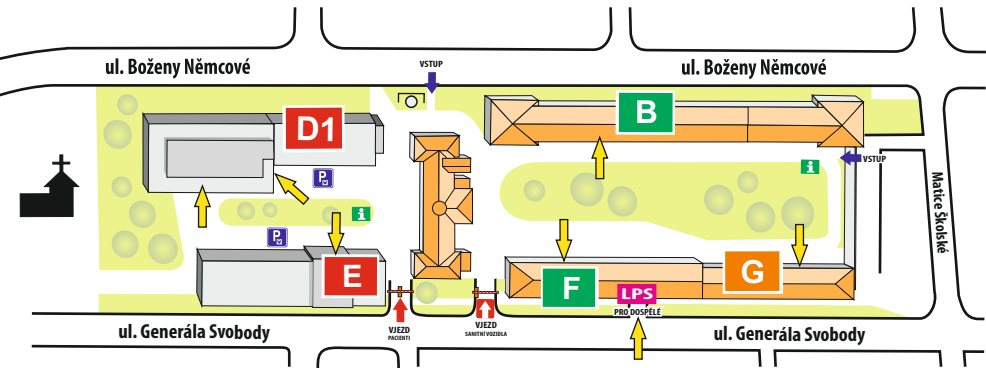 ul. Boženy Němcové
VSTUP
ul. Boženy Němcové
D1
B
P
i
VSTUP
i
P
Matice Školské
E
F
G
LPS
PRO DOSPĚLÉ
ul. Generála Svobody
VJEZD
PACIENTI
VJEZD
SANITNÍ VOZIDLA
ul. Generála Svobody